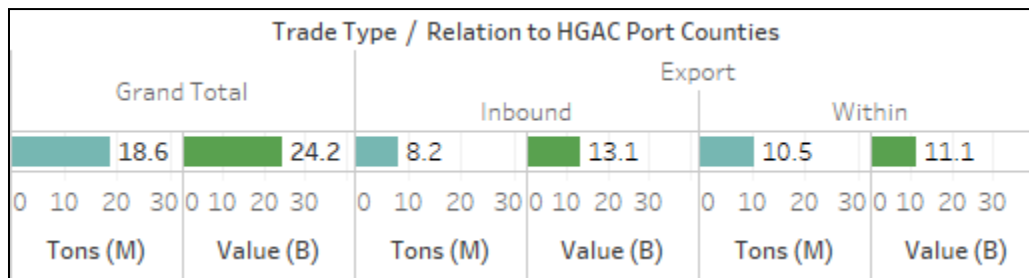 Trade Type / Relation to HGAC Port Counties
Export
Grand Total
Inbound Within
18.6 24.2 8.2 13.1 10.5 11.1
0 10 20 30 0 10 20 30 0 10 20 30 0 10 20 30 0 10 20 30 0 10 20 30
Tons (M) Value (B) Tons (M) Value (B) Tons (M) Value (B)